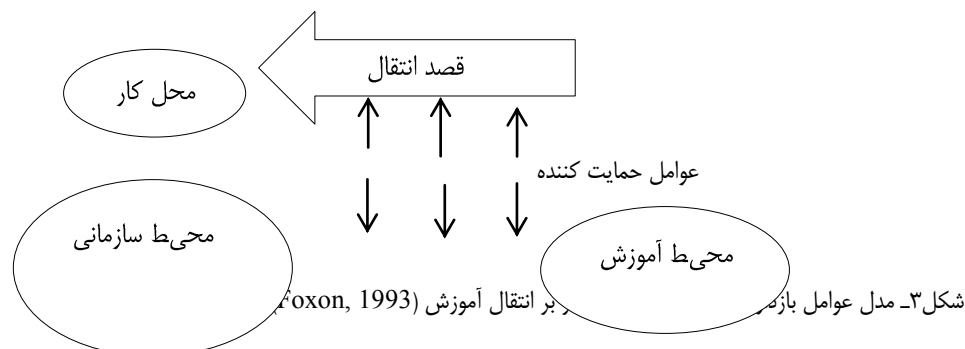 قصد انتقال
محل کار
عوامل حمایت کننده
محیط سازمانی
محیط آموزش
شکل۳ـ مدل عوامل بر انتقال آموزش (Foxon, 1993)